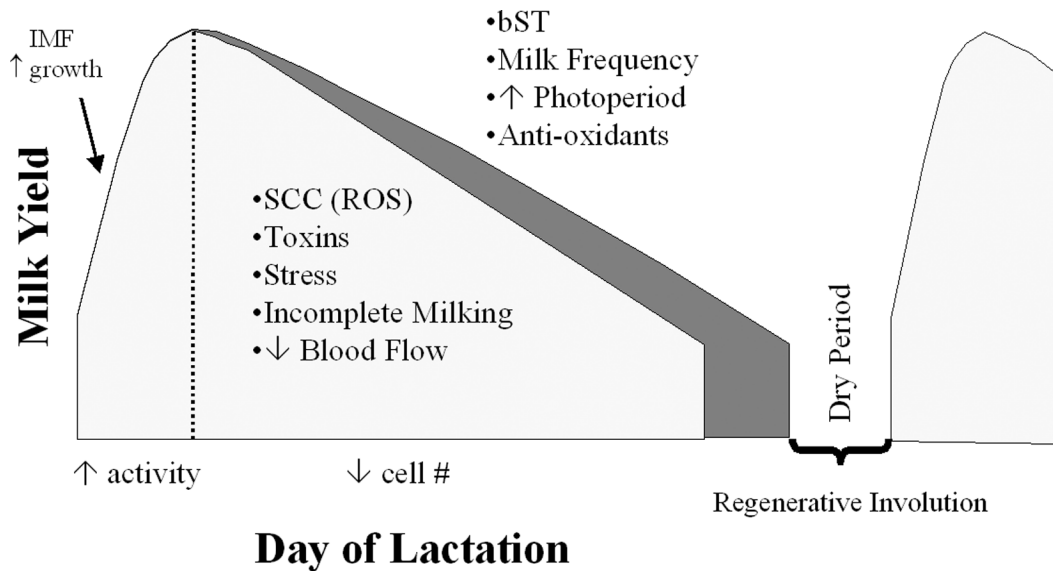 IMF
↑ growth
•bST
•Milk Frequency
•↑ Photoperiod
•Anti-oxidants
Milk Yield
•SCC (ROS)
•Toxins
•Stress
•Incomplete Milking
•↓ Blood Flow
Dry Period
↑ activity
↓ cell #
Regenerative Involution
Day of Lactation